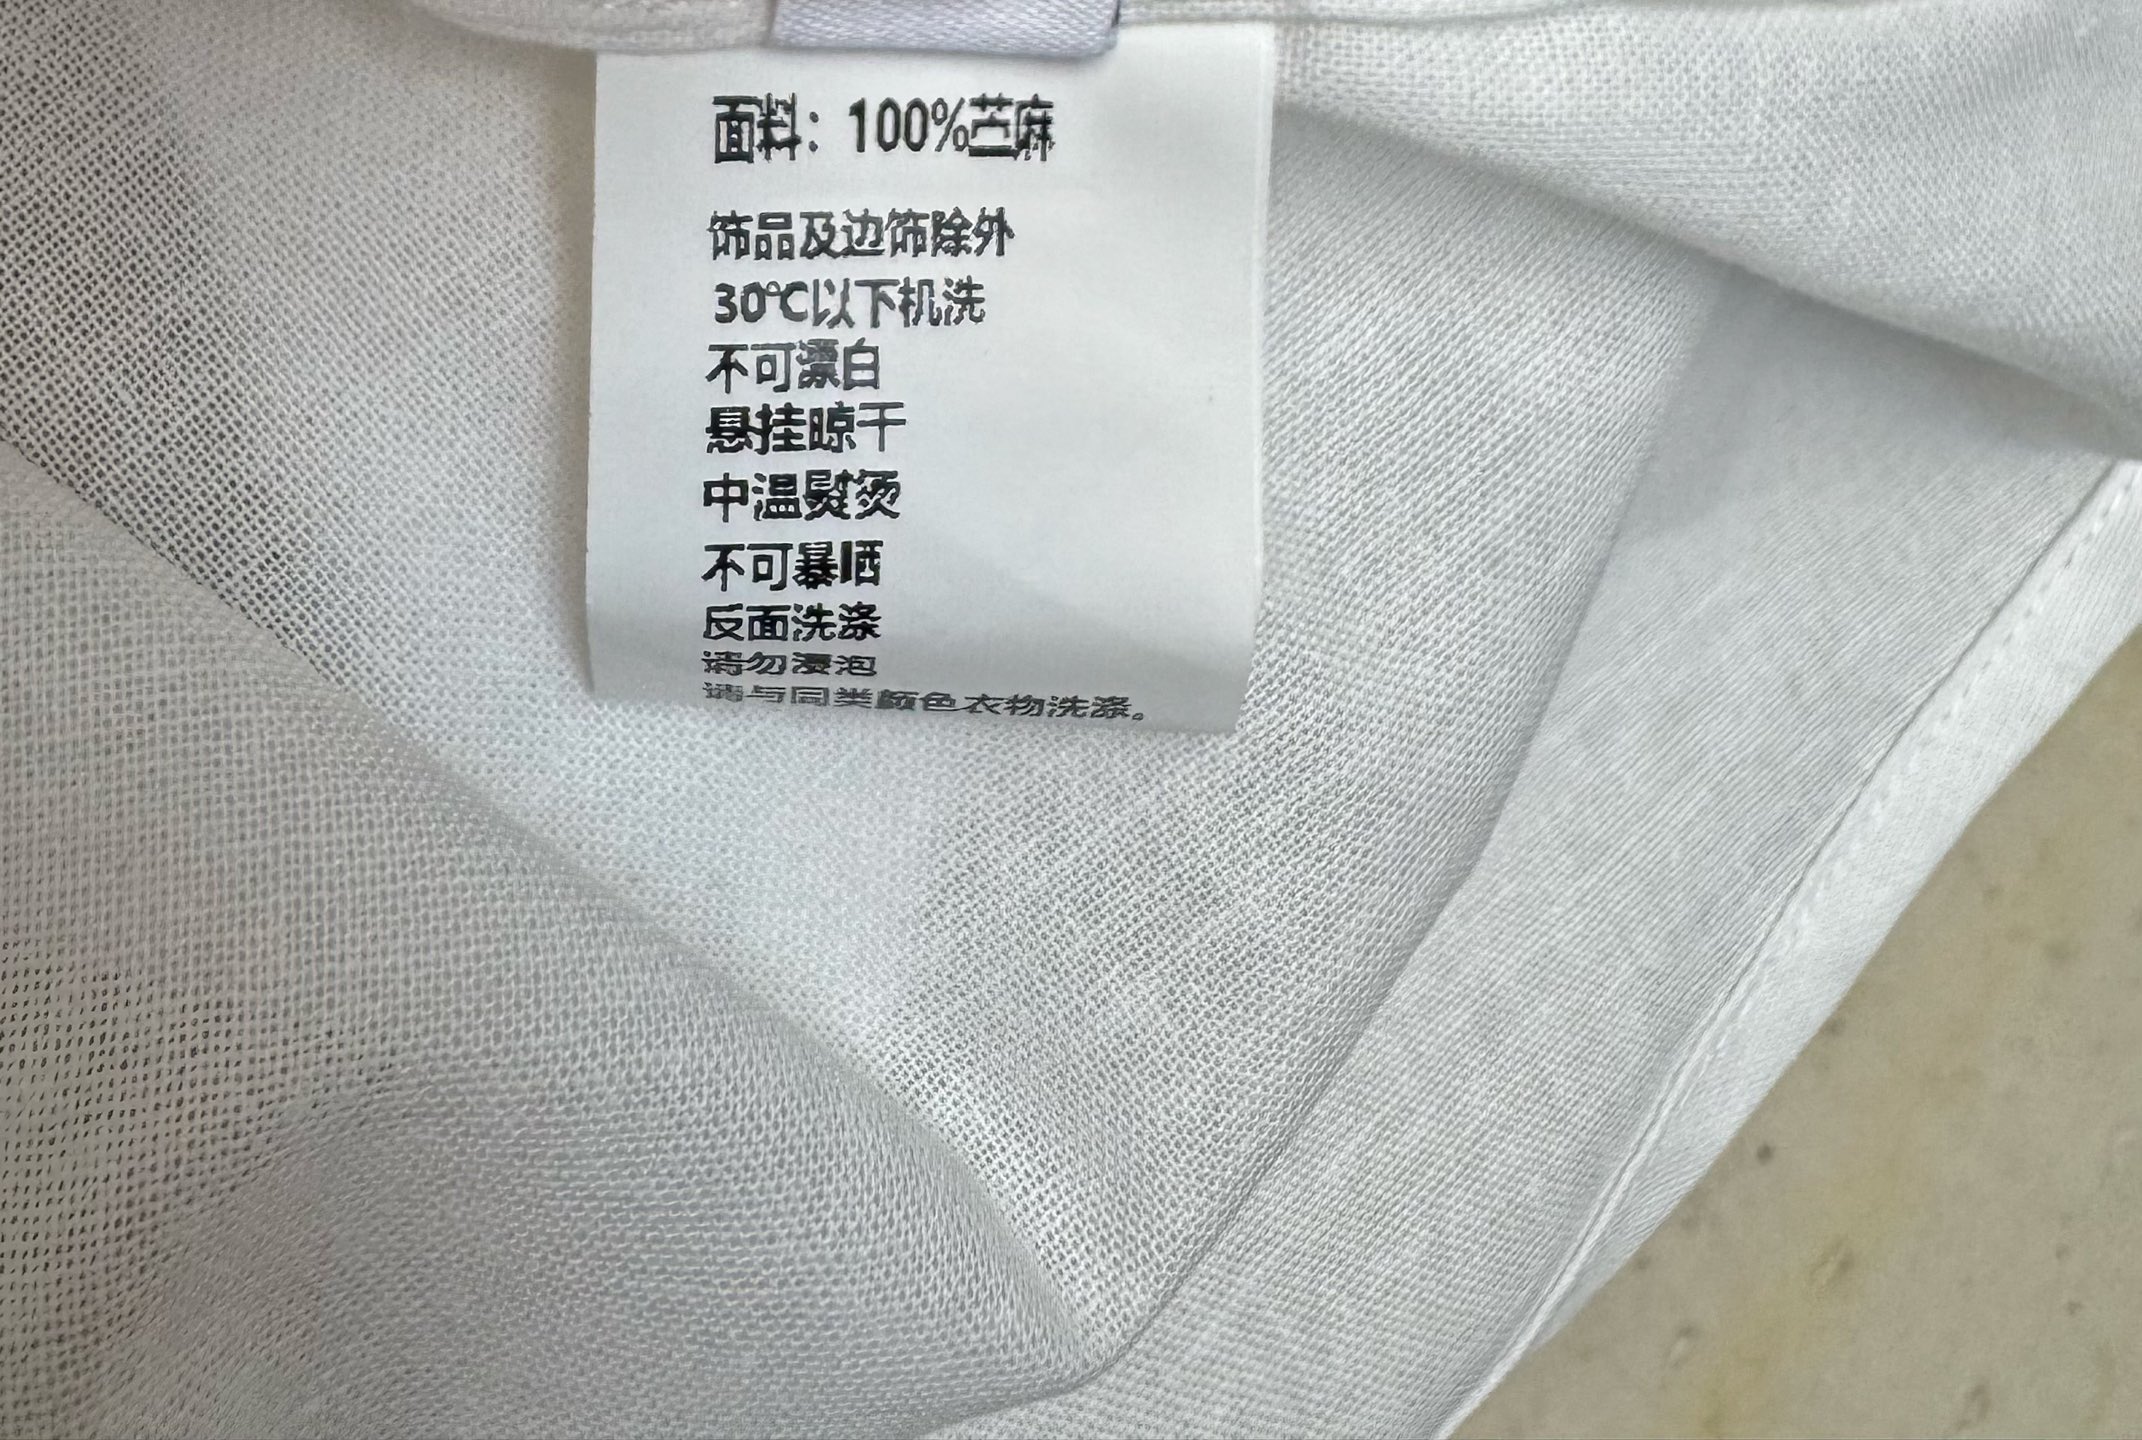 面料：100%苎麻
饰品及边饰除外
30℃以下机洗
不可漂白
悬挂晾干
中温熨烫
不可暴晒
反面洗涤
请勿浸泡
请与同类颜色衣物洗涤。